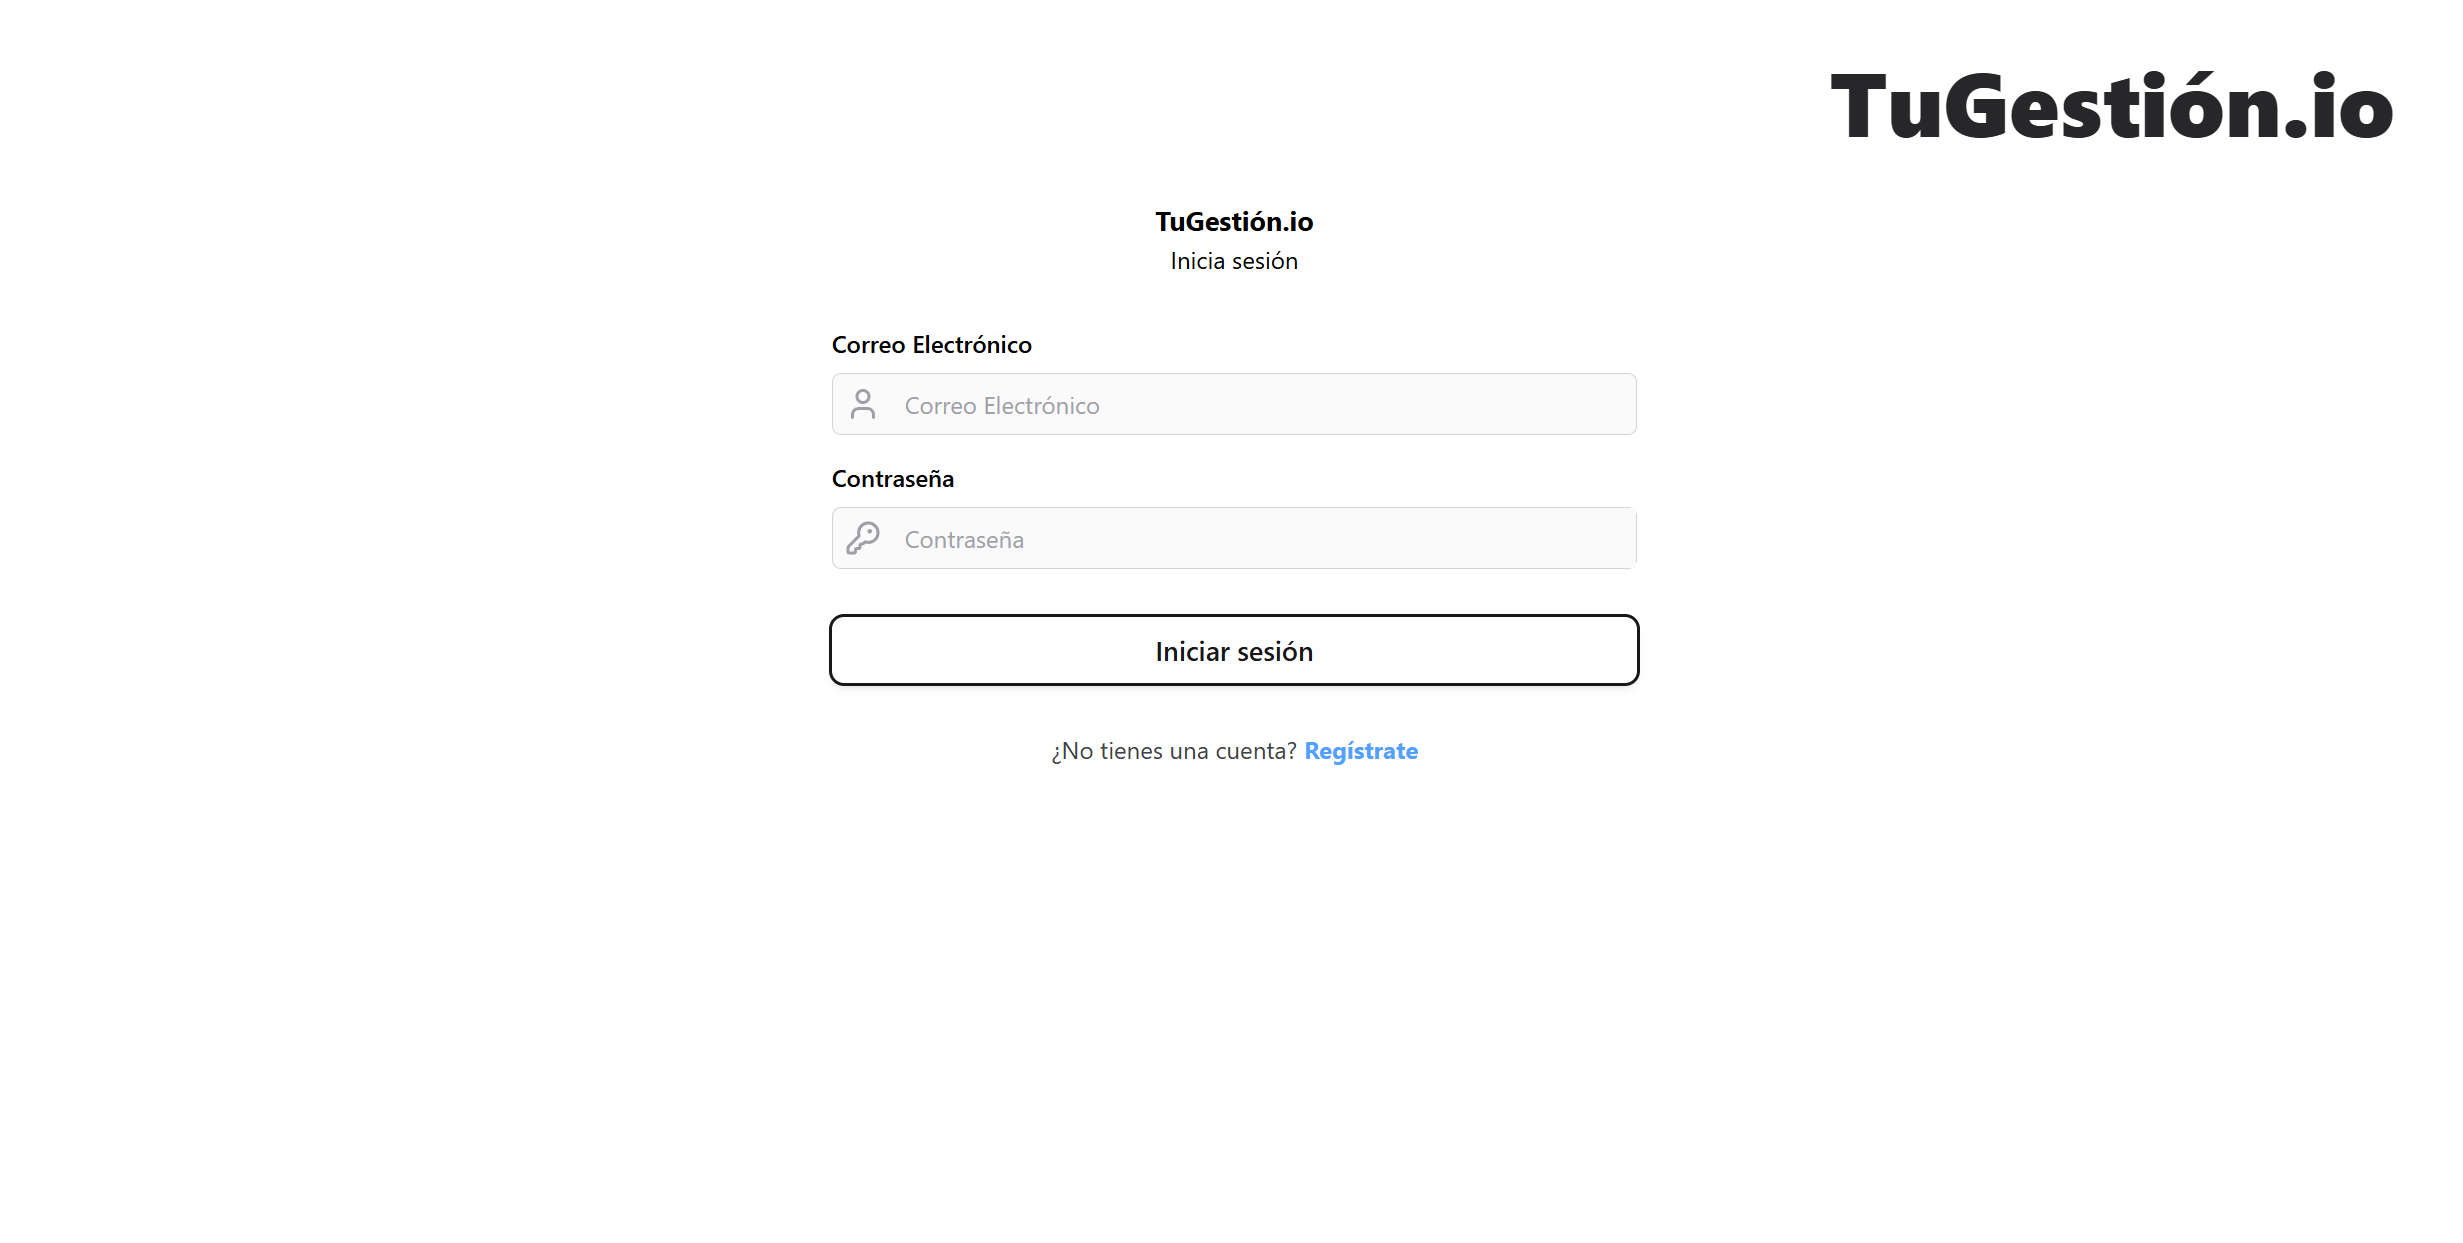 TuGestión.io
TuGestión.io
Inicia sesión
Correo Electrónico
Correo Electrónico
Contraseña
Contraseña
Iniciar sesión
¿No tienes una cuenta? Regístrate